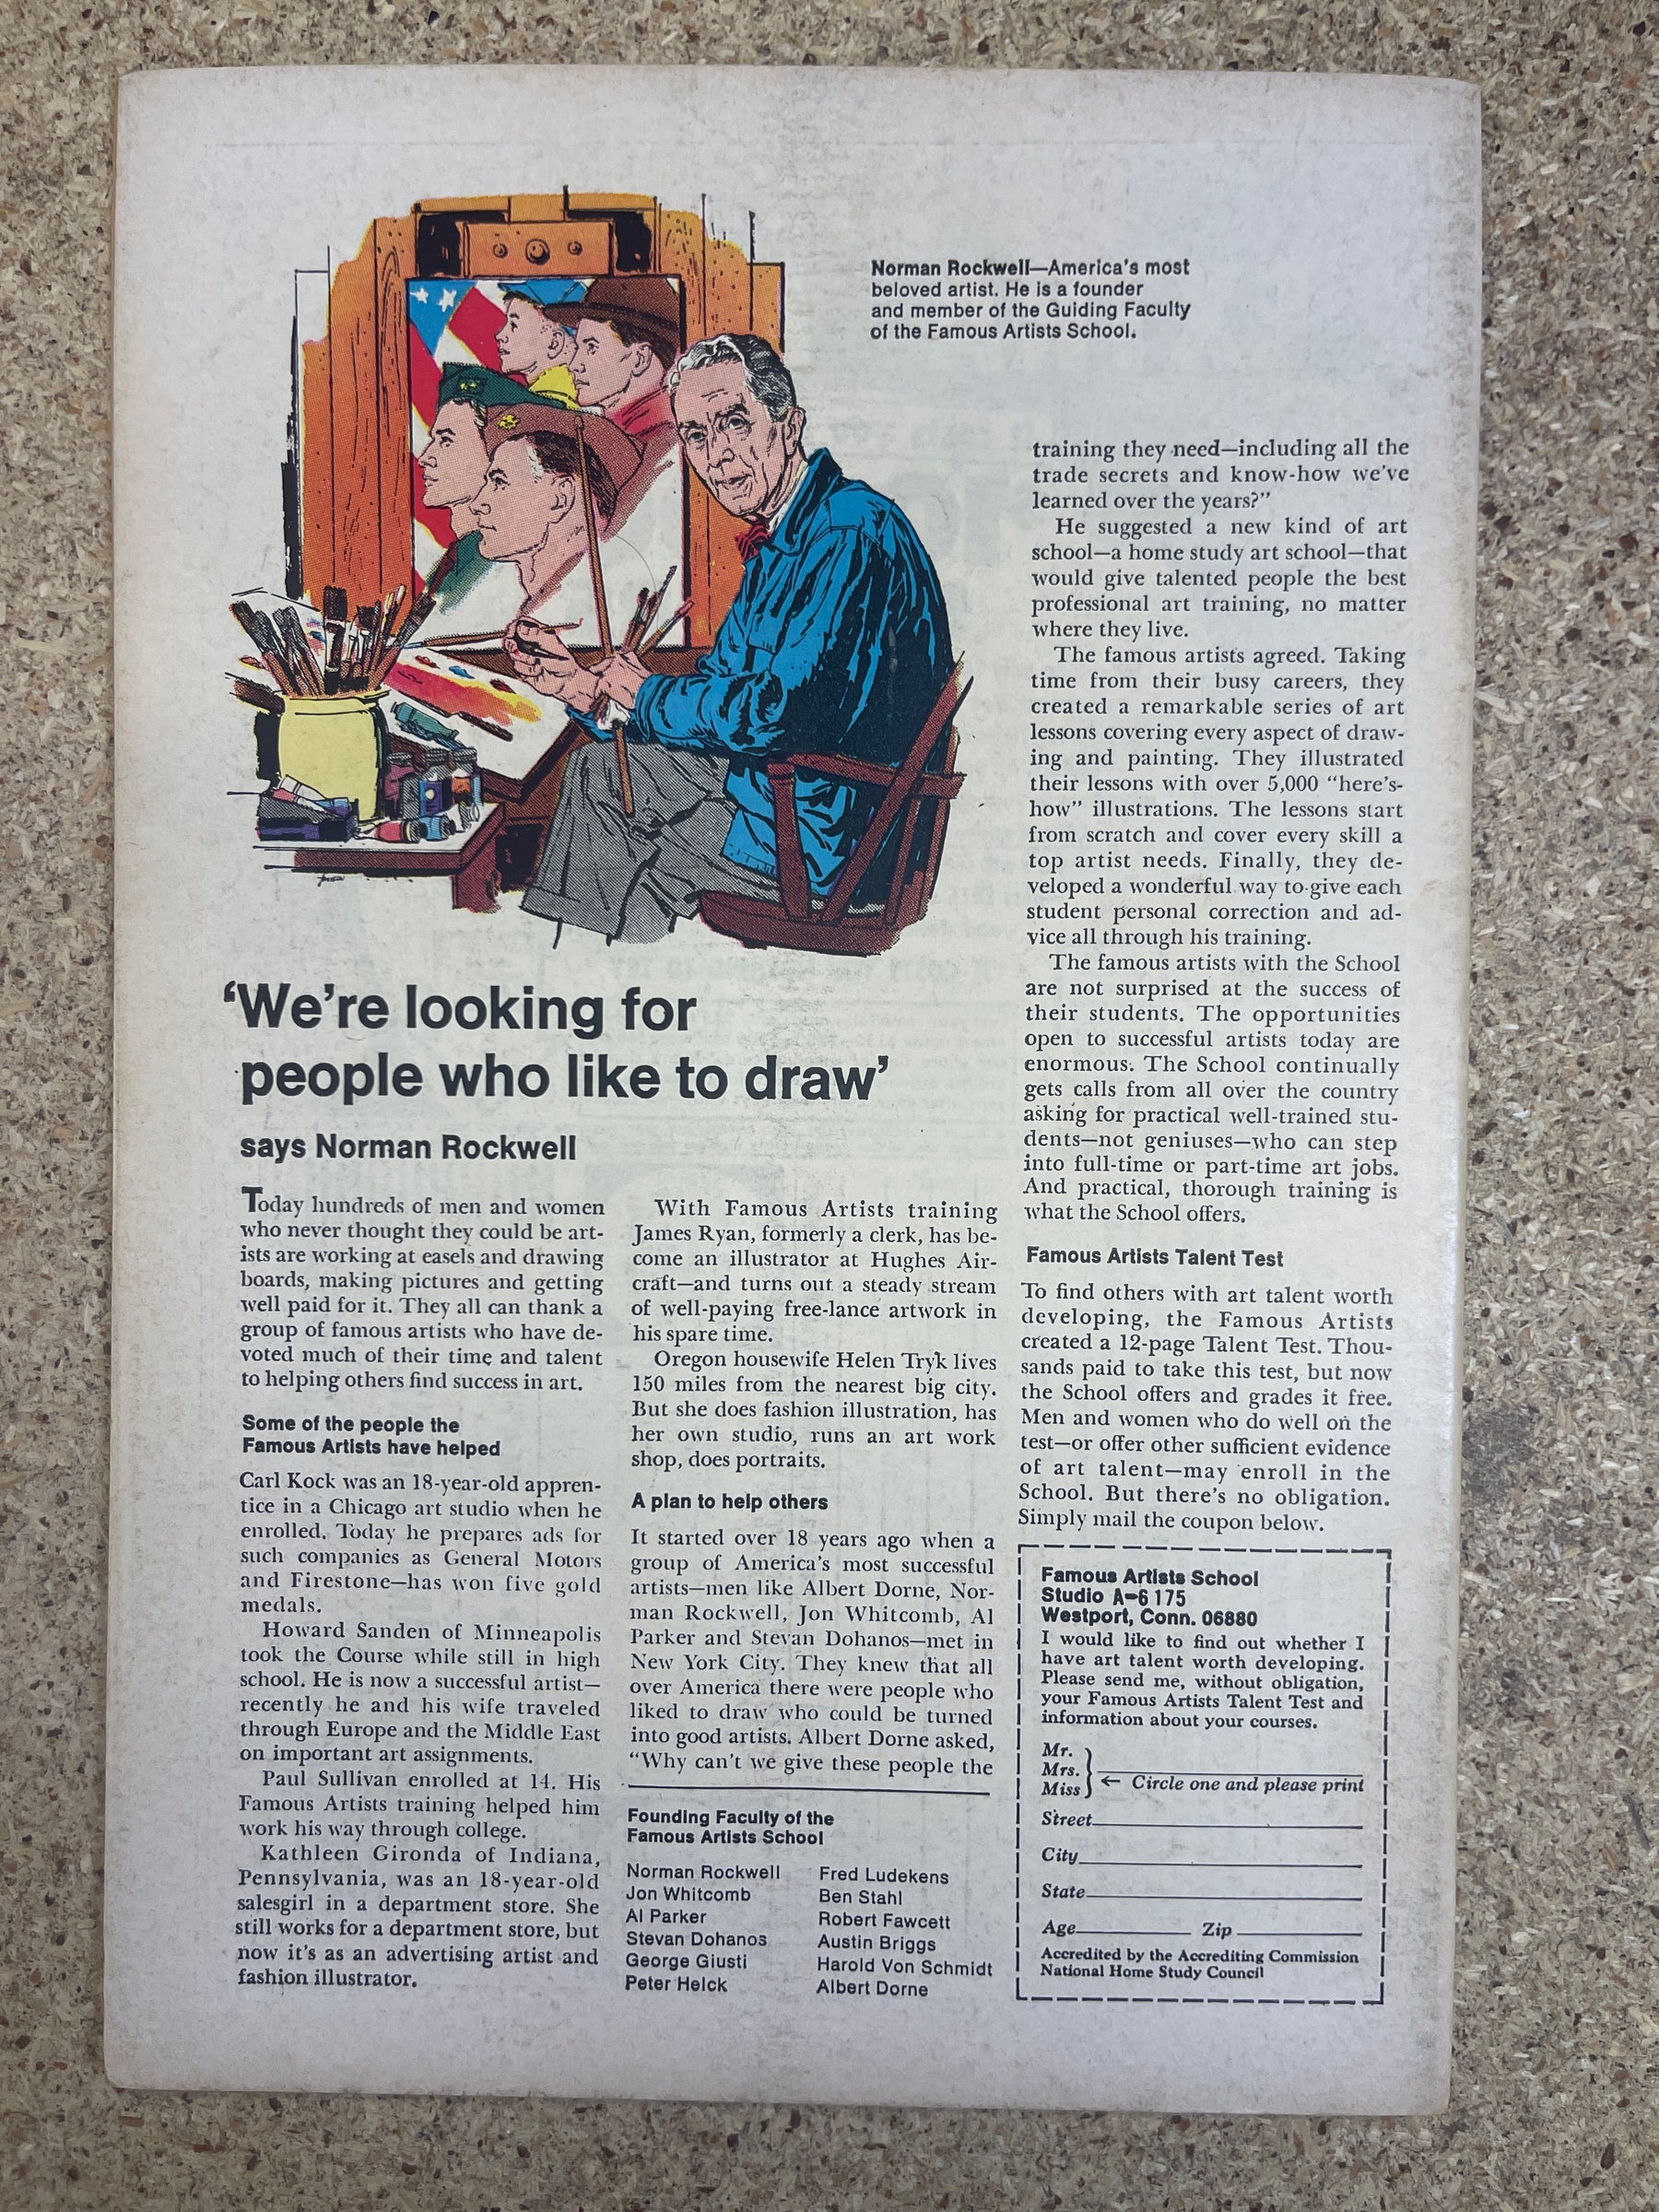 Norman Rockwell—America's most
beloved artist. He is a founder
and member of the Guiding Faculty
of the Famous Artists School.
'We're looking for
people who like to draw'
says Norman Rockwell
Today hundreds of men and women
who never thought they could be art-
ists are working at easels and drawing
boards, making pictures and getting
well paid for it. They all can thank a
group of famous artists who have de-
voted much of their time and talent
to helping others find success in art.
Some of the people the
Famous Artists have helped
Carl Kock was an 18-year-old appren-
tice in a Chicago art studio when he
enrolled. Today he prepares ads for
such companies as General Motors
and Firestone—has won five gold
medals.
Howard Sanden of Minneapolis
took the Course while still in high
school. He is now a successful artist—
recently he and his wife traveled
through Europe and the Middle East
on important art assignments.
Paul Sullivan enrolled at 14. His
Famous Artists training helped him
work his way through college.
Kathleen Gironda of Indiana,
Pennsylvania, was an 18-year-old
salesgirl in a department store. She
still works for a department store, but
now it's as an advertising artist and
fashion illustrator.
With Famous Artists training
James Ryan, formerly a clerk, has be-
come an illustrator at Hughes Air-
craft—and turns out a steady stream
of well-paying free-lance artwork in
his spare time.
Oregon housewife Helen Tryk lives
150 miles from the nearest big city.
But she does fashion illustration, has
her own studio, runs an art work
shop, does portraits.
A plan to help others
It started over 18 years ago when a
group of America's most successful
artists—men like Albert Dorne, Nor-
man Rockwell, Jon Whitcomb, Al
Parker and Stevan Dohanos—met in
New York City. They knew that all
over America there were people who
liked to draw who could be turned
into good artists. Albert Dorne asked,
"Why can't we give these people the
Founding Faculty of the
Famous Artists School
Norman Rockwell
Jon Whitcomb
Al Parker
Stevan Dohanos
George Giusti
Peter Helck
Fred Ludekens
Ben Stahl
Robert Fawcett
Austin Briggs
Harold Von Schmidt
Albert Dorne
training they need—including all the
trade secrets and know-how we've
learned over the years?"
He suggested a new kind of art
school—a home study art school—that
would give talented people the best
professional art training, no matter
where they live.
The famous artists agreed. Taking
time from their busy careers, they
created a remarkable series of art
lessons covering every aspect of draw-
ing and painting. They illustrated
their lessons with over 5,000 "here's-
how" illustrations. The lessons start
from scratch and cover every skill a
top artist needs. Finally, they de-
veloped a wonderful way to give each
student personal correction and ad-
vice all through his training.
The famous artists with the School
are not surprised at the success of
their students. The opportunities
open to successful artists today are
enormous. The School continually
gets calls from all over the country
asking for practical well-trained stu-
dents—not geniuses—who can step
into full-time or part-time art jobs.
And practical, thorough training is
what the School offers.
Famous Artists Talent Test
To find others with art talent worth
developing, the Famous Artists
created a 12-page Talent Test. Thou-
sands paid to take this test, but now
the School offers and grades it free.
Men and women who do well on the
test—or offer other sufficient evidence
of art talent—may enroll in the
School. But there's no obligation.
Simply mail the coupon below.
Famous Artists School
Studio A-6175
Westport, Conn. 06880
I would like to find out whether I
have art talent worth developing.
Please send me, without obligation,
your Famous Artists Talent Test and
information about your courses.
Mr.
Mrs.
Miss ← Circle one and please print
Street
City
State
Age Zip
Accredited by the Accrediting Commission
National Home Study Council